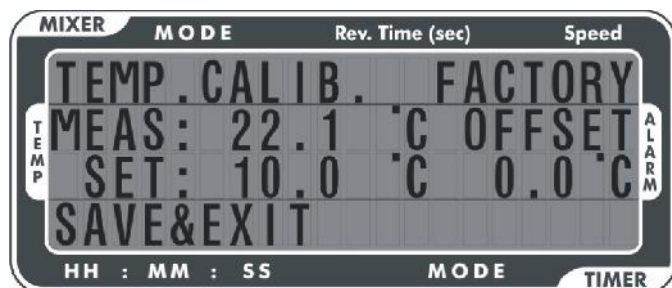 MIXER MODE Rev. Time (sec) Speed
TEMP.CALIB. FACTORY
MEAS: 22.1 °C OFFSET
SET: 10.0 °C 0.0°C
SAVE&EXIT
TEMP
ALARM
HH : MM : SS MODE TIMER